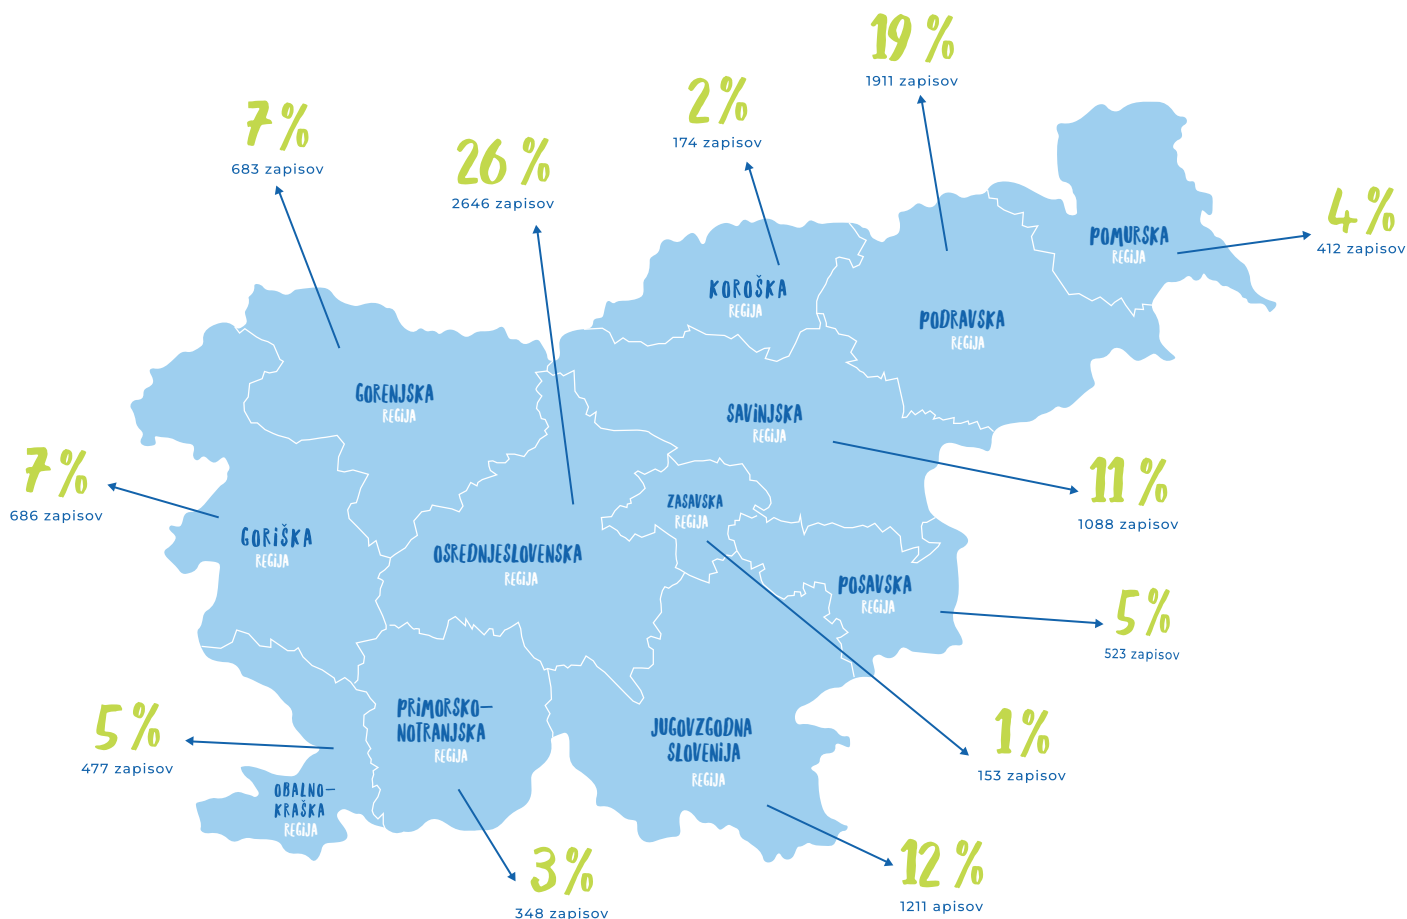 19 %
1911 zapisov
2 %
174 zapisov
7 %
683 zapisov
26 %
2646 zapisov
4 %
412 zapisov
POMURSKA
REGIJA
KOROŠKA
REGIJA
PODRAVSKA
REGIJA
GORENJSKA
REGIJA
SAVINJSKA
REGIJA
7 %
686 zapisov
11 %
1088 zapisov
ZASAVSKA
REGIJA
GORIŠKA
REGIJA
OSREDNJESLOVENSKA
REGIJA
POSAVSKA
REGIJA
5 %
523 zapisov
PRIMORSKO-
NOTRANJSKA
REGIJA
JUGOVZGODNA
SLOVENIJA
REGIJA
5 %
477 zapisov
1 %
153 zapisov
OBALNO-
KRAŠKA
REGIJA
3 %
348 zapisov
12 %
1211 apisov